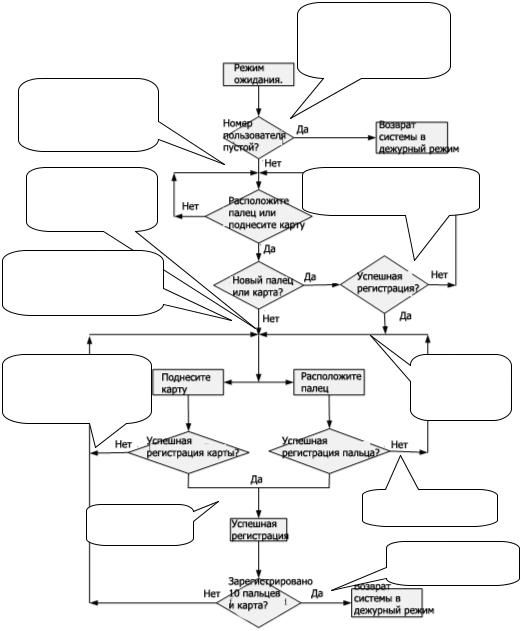 Режим
ожидания.
Номер
пользователя
пустой?
Да
Возврат
системы в
дежурный режим
Нет
Нет
Расположите
палец или
поднесите карту
Да
Новый палец
или карта?
Да
Успешная
регистрация?
Нет
Нет
Да
Поднесите
карту
Расположите
палец
Нет
Успешная
регистрация карты?
Успешная
регистрация пальца?
Нет
Да
Успешная
регистрация
Нет
Зарегистрировано
10 пальцев
и карта?
Да
Возврат
системы в
дежурный режим